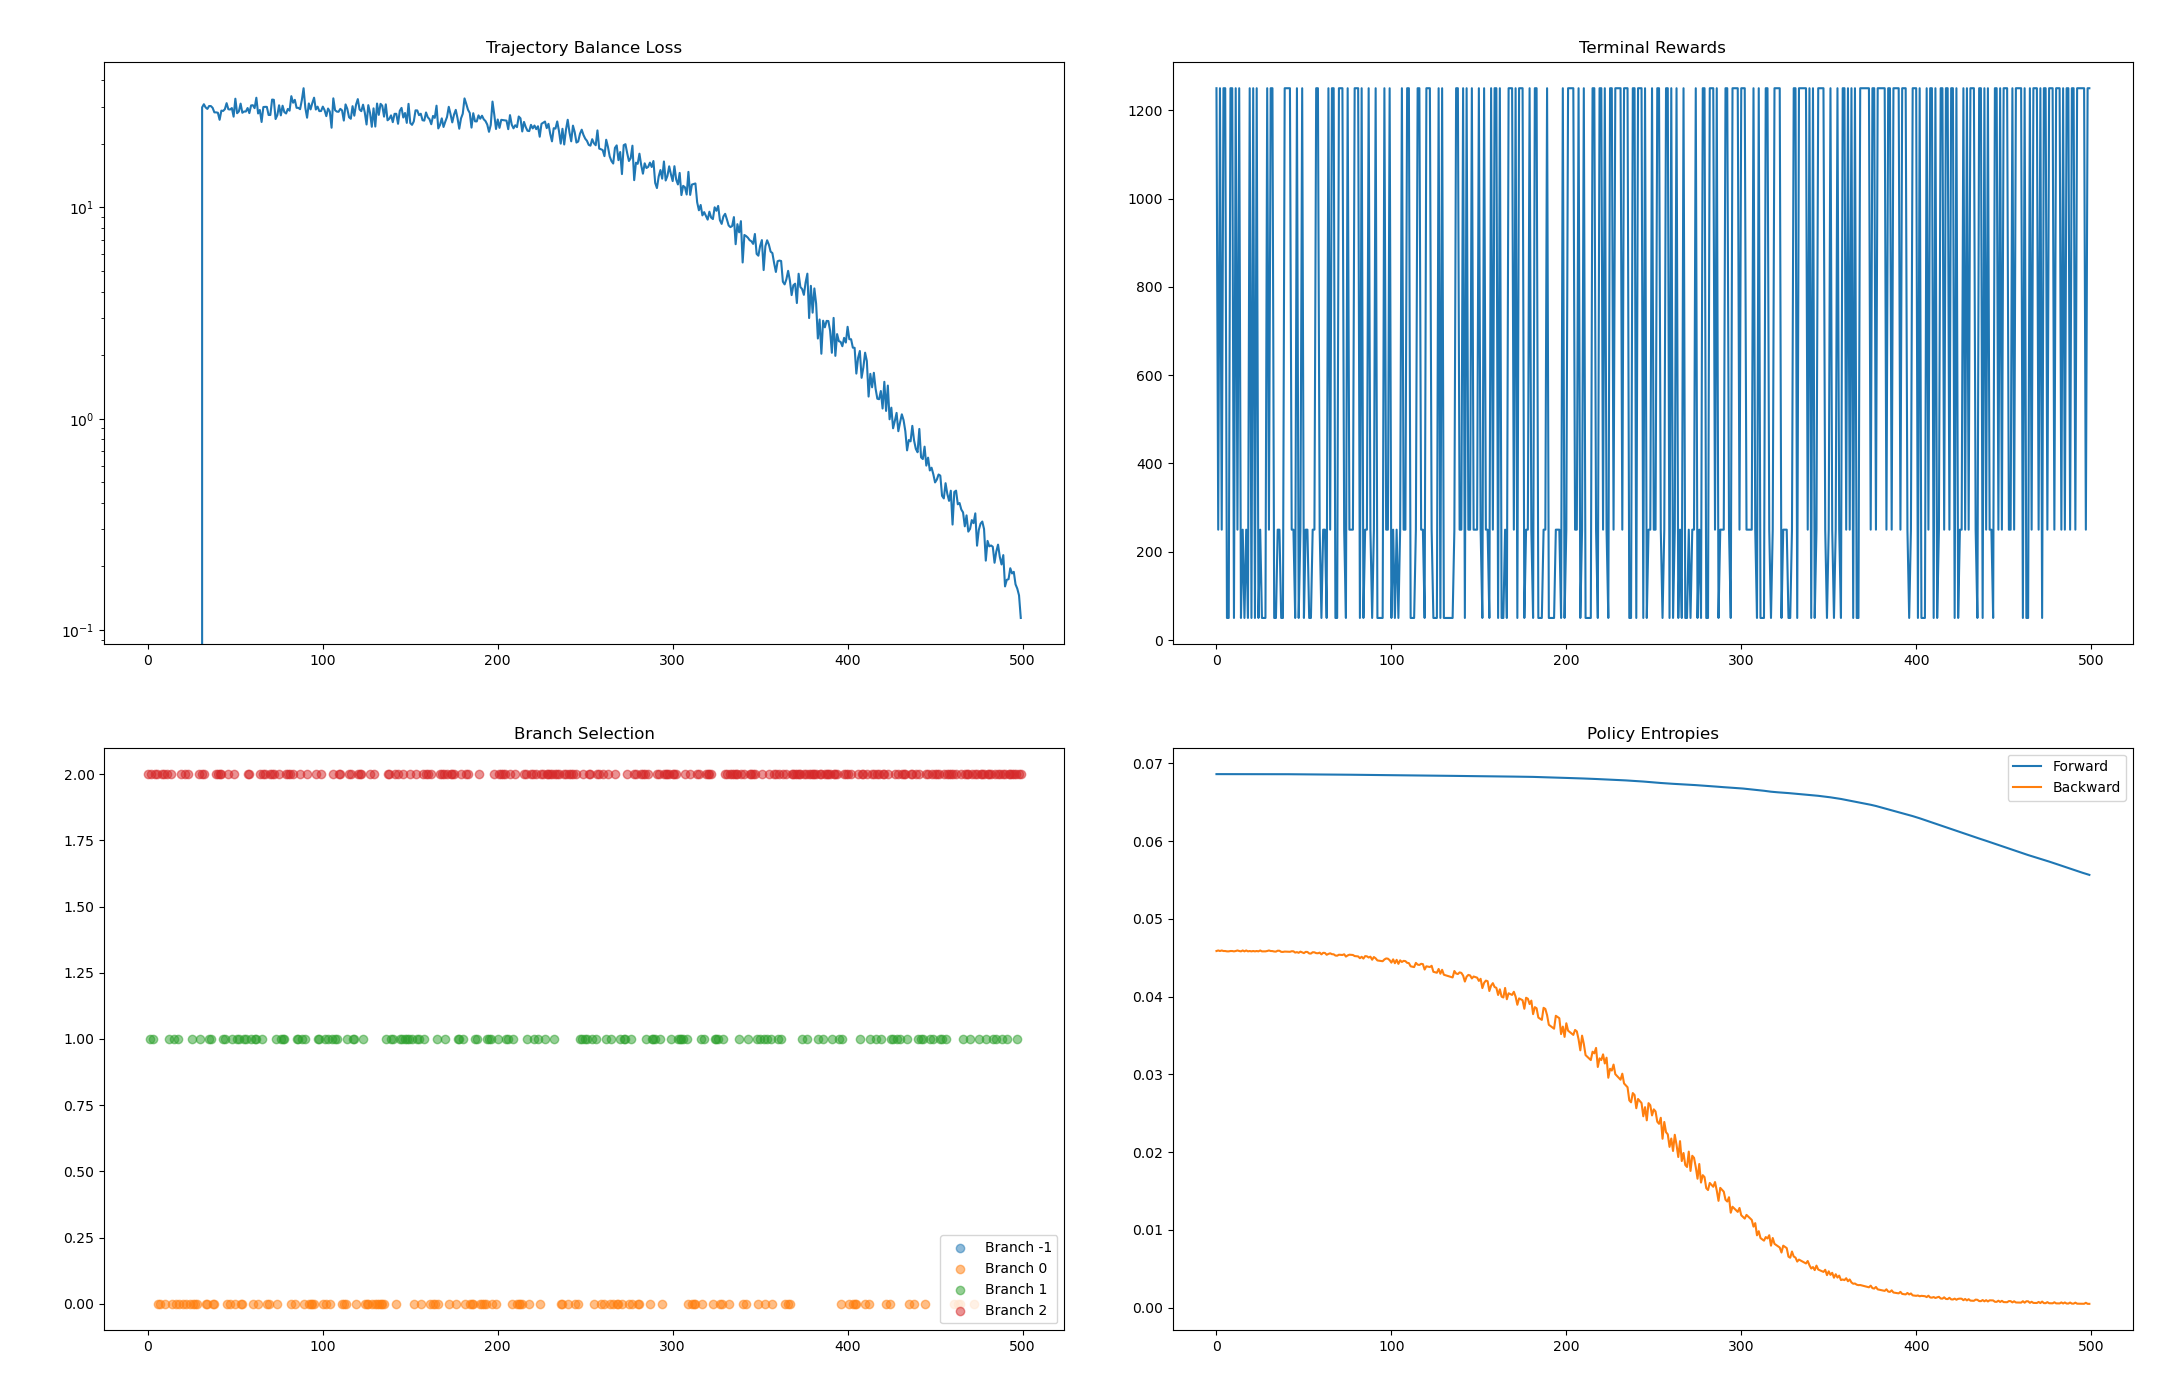 Trajectory Balance Loss
10¹
10⁰
10⁻¹
0 100 200 300 400 500
Terminal Rewards
1200
1000
800
600
400
200
0
0 100 200 300 400 500
Branch Selection
2.00
1.75
1.50
1.25
1.00
0.75
0.50
0.25
0.00
0 100 200 300 400 500
Branch -1
Branch 0
Branch 1
Branch 2
Policy Entropies
0.07
0.06
0.05
0.04
0.03
0.02
0.01
0.00
0 100 200 300 400 500
Forward
Backward